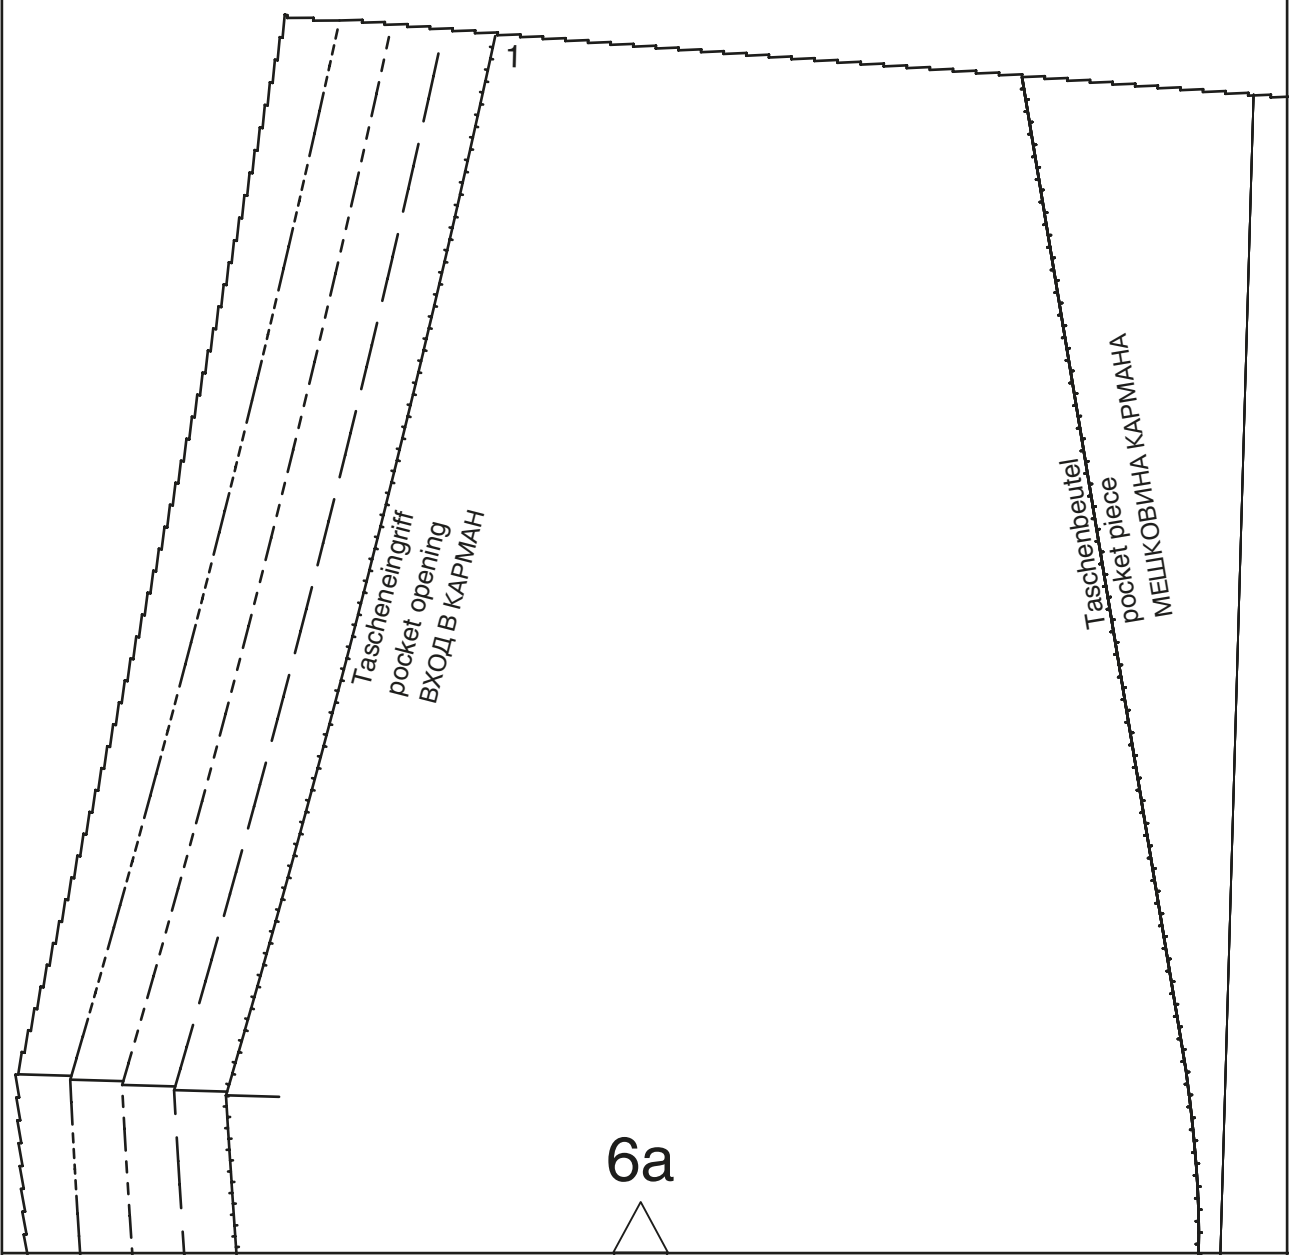 1
Tascheneingriff
pocket opening
ВХОД В КАРМАН
Taschenbeutel
pocket piece
МЕШКОВИНА КАРМАНА
6a